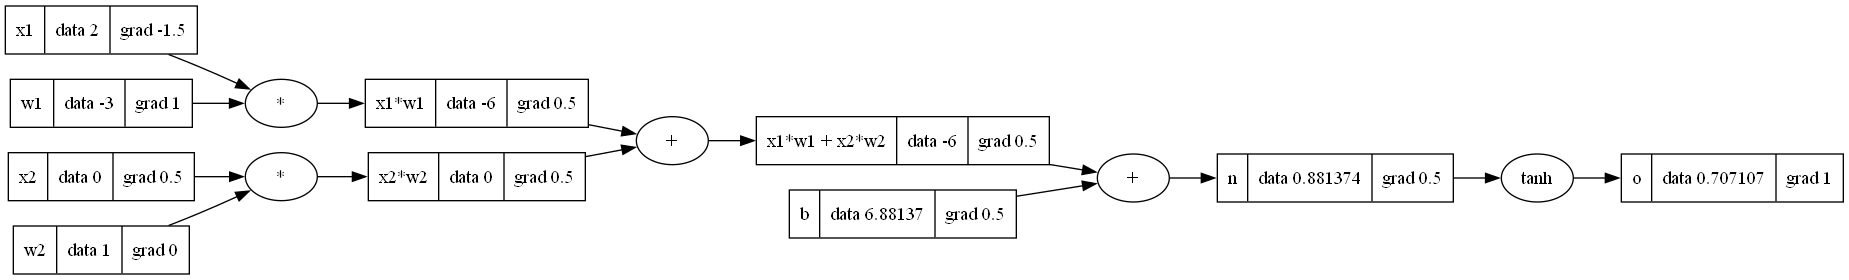 x1 data 2 grad -1.5
w1 data -3 grad 1
*
x1*w1 data -6 grad 0.5
x2 data 0 grad 0.5
*
x2*w2 data 0 grad 0.5
w2 data 1 grad 0
+
x1*w1 + x2*w2 data -6 grad 0.5
b data 6.88137 grad 0.5
+
n data 0.881374 grad 0.5
tanh
o data 0.707107 grad 1